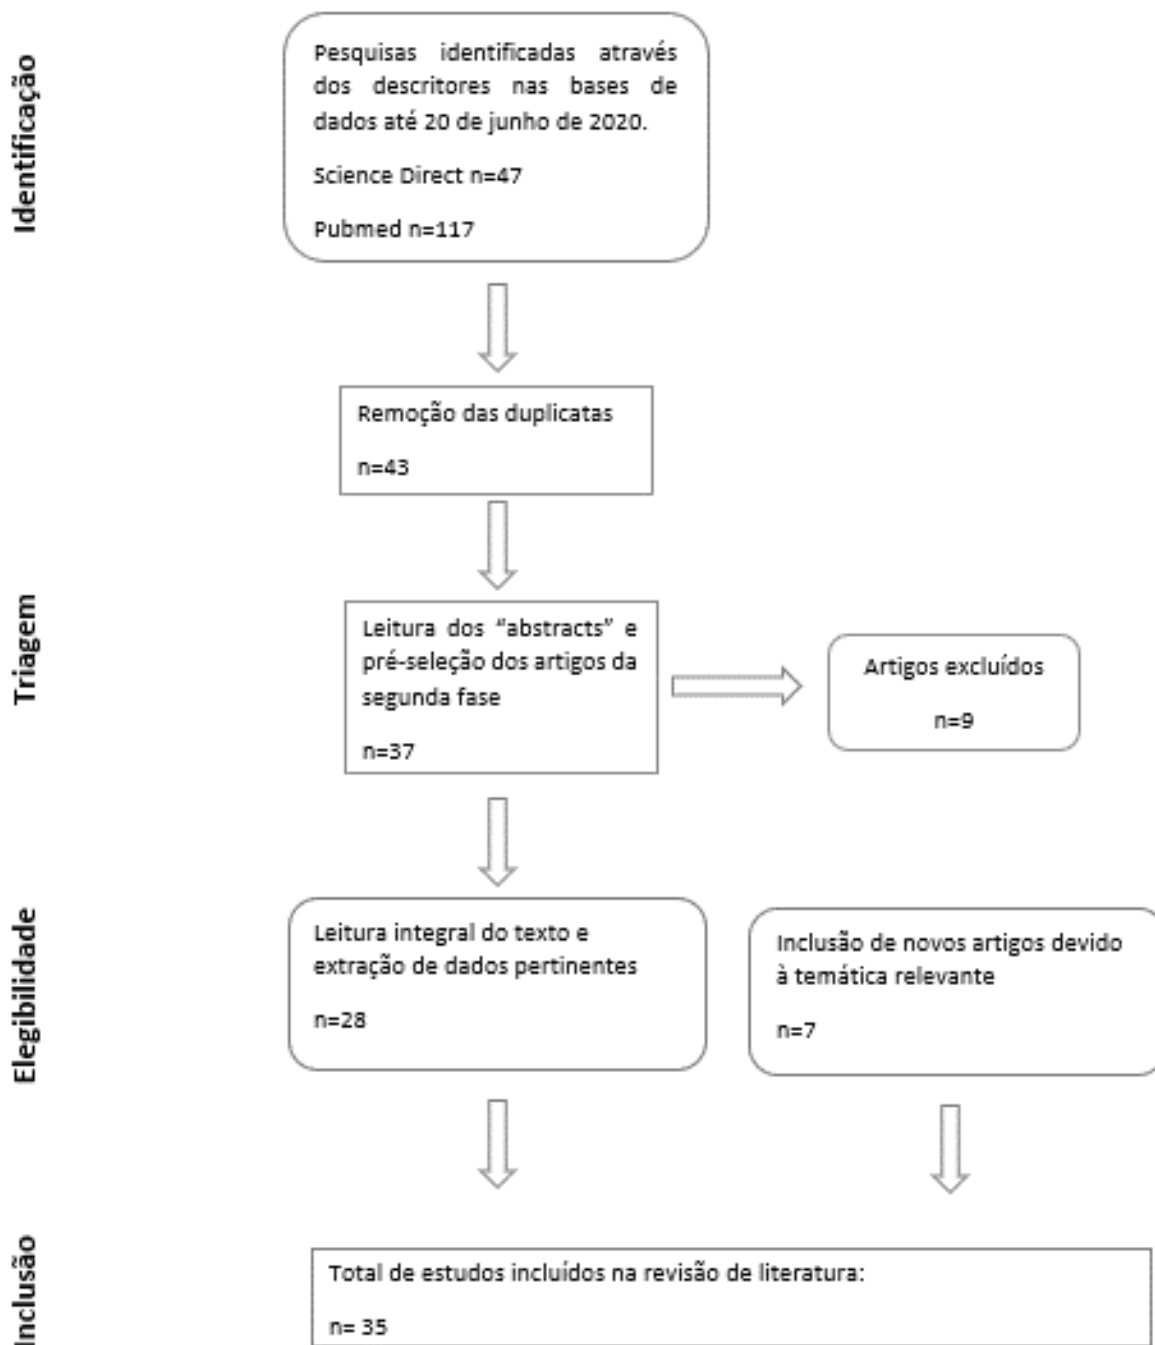 Identificação
Pesquisas identificadas através
dos descritores nas bases de
dados até 20 de junho de 2020.
Science Direct n=47
Pubmed n=117
Remoção das duplicatas
n=43
Triagem
Leitura dos “abstracts” e
pré-seleção dos artigos da
segunda fase
n=37
Artigos excluídos
n=9
Elegibilidade
Leitura integral do texto e
extração de dados pertinentes
n=28
Inclusão de novos artigos devido
à temática relevante
n=7
Inclusão
Total de estudos incluídos na revisão de literatura:
n= 35